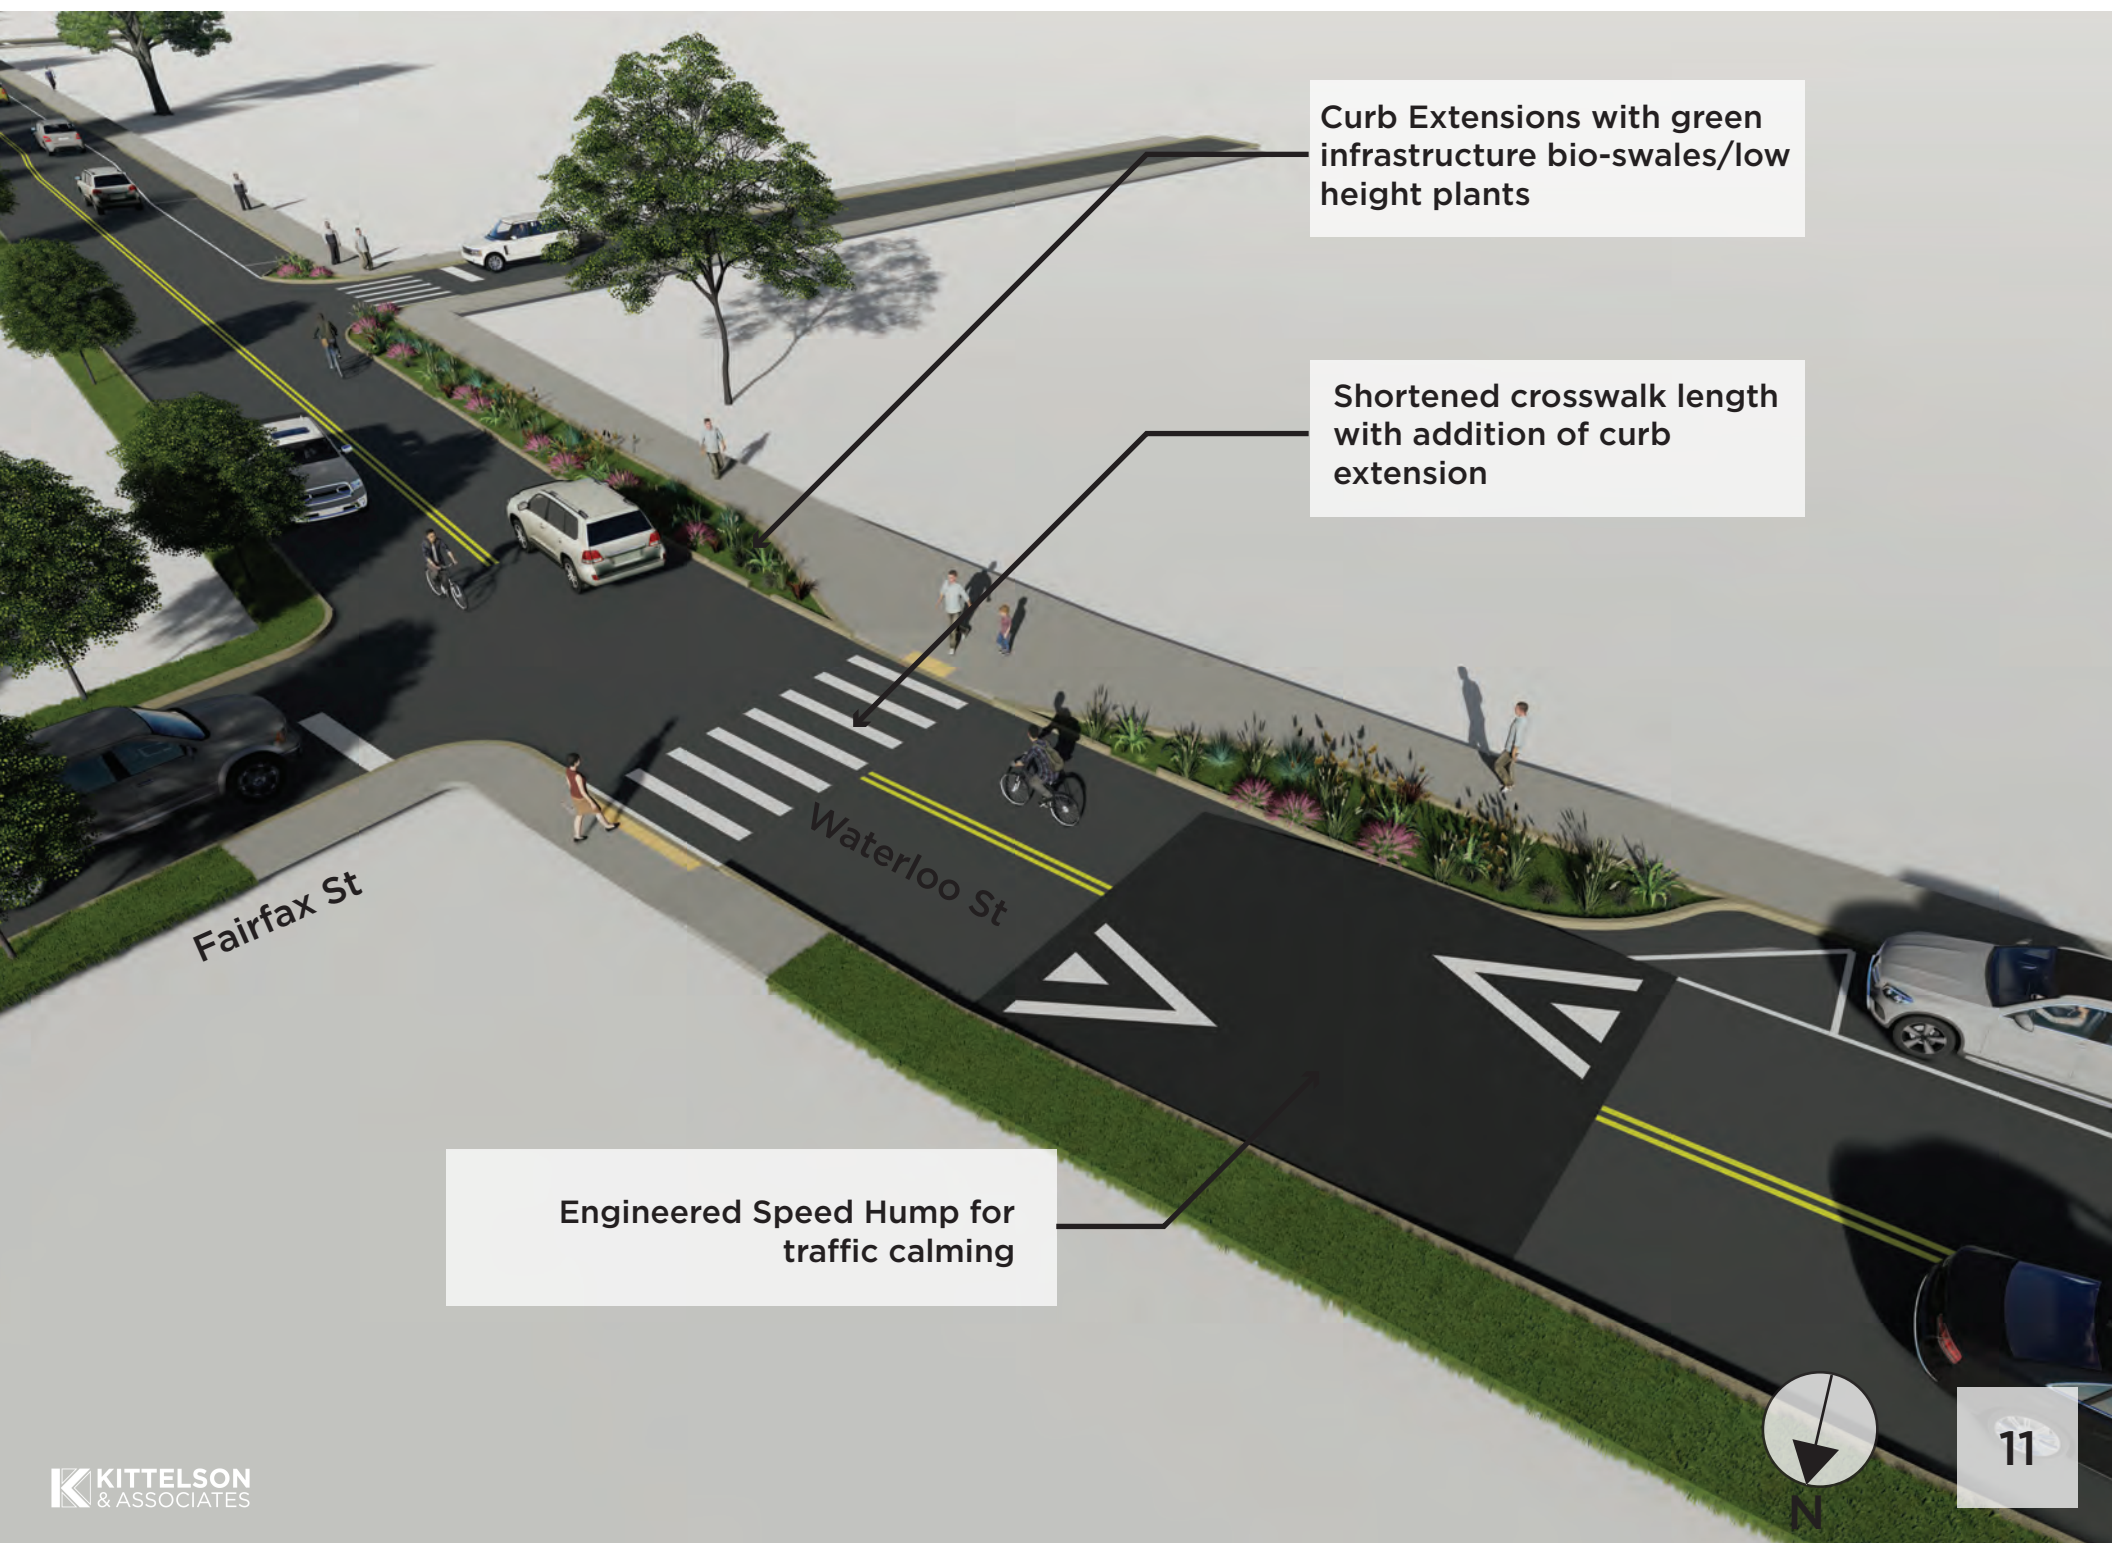 Curb Extensions with green
infrastructure bio-swales/low
height plants
Shortened crosswalk length
with addition of curb
extension
Waterloo St
Fairfax St
Engineered Speed Hump for
traffic calming
KITTELSON
& ASSOCIATES
N
11